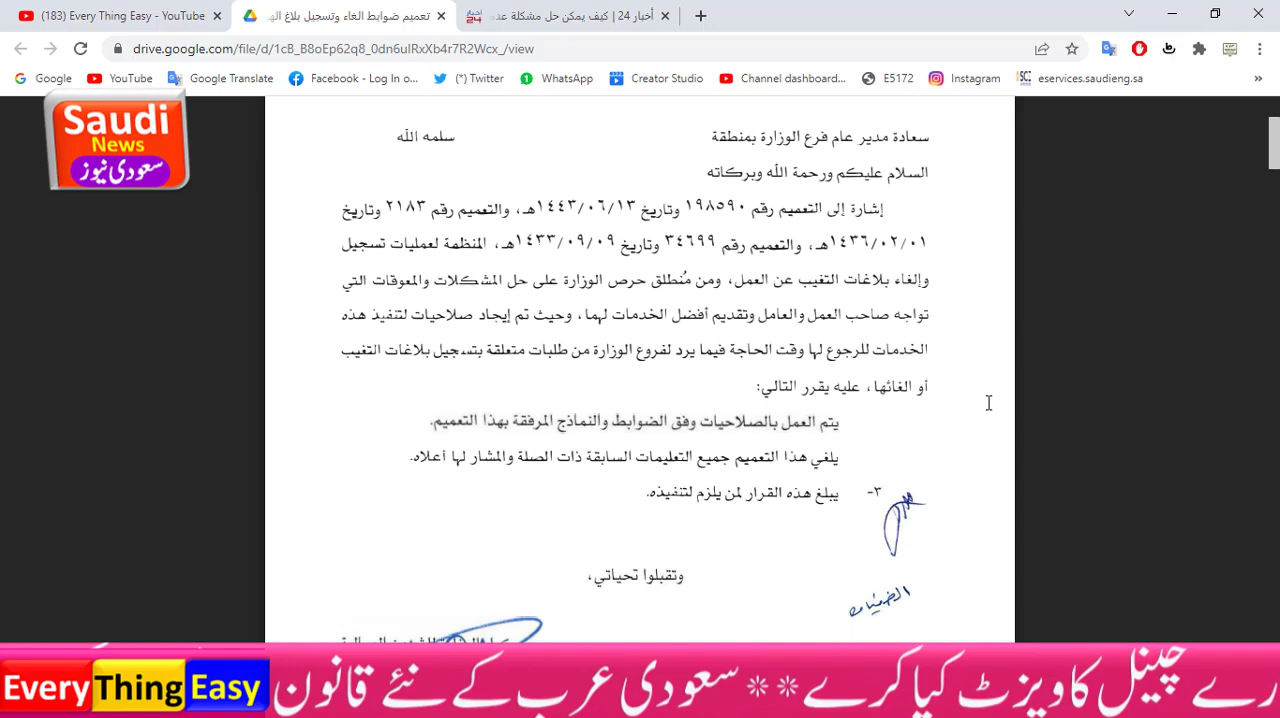 (183) Every Thing Easy - YouTube
تعميم ضوابط الغاء وتسجيل بلاغ اله
أخبار 24 | كيف يمكن حل مشكلة عدم
drive.google.com/file/d/1cB_B8oEp62q8_0dn6ulRxXb4r7R2Wcx_/view
Google
YouTube
Google Translate
Facebook - Log In o...
(*) Twitter
WhatsApp
Creator Studio
Channel dashboard...
E5172
Instagram
eservices.saudieng.sa
Saudi
News
سعودی نیوز
سعادة مدير عام فرع الوزارة بمنطقة سلمه الله
السلام عليكم ورحمة الله وبركاته
إشارة إلى التعميم رقم ١٩٨٥٩٠ وتاريخ ١٤٤٣/٠٦/١٣هـ، والتعميم رقم ٢١٨٣ وتاريخ
١٤٣٦/٠٢/٠١هـ، والتعميم رقم ٣٤٦٩٩ وتاريخ ١٤٣٣/٠٩/٠٩هـ، المنظمة لعمليات تسجيل
وإلغاء بلاغات التغيب عن العمل، ومن مُنطلق حرص الوزارة على حل المشكلات والمعوقات التي
تواجه صاحب العمل والعامل وتقديم أفضل الخدمات لهما، وحيث تم إيجاد صلاحيات لتنفيذ هذه
الخدمات للرجوع لها وقت الحاجة فيما يرد لفروع الوزارة من طلبات متعلقة بتسجيل بلاغات التغيب
أو الغائها، عليه يقرر التالي:
يتم العمل بالصلاحيات وفق الضوابط والنماذج المرفقة بهذا التعميم.
يلغي هذا التعميم جميع التعليمات السابقة ذات الصلة والمشار لها أعلاه.
٣- يبلغ هذه القرار لمن يلزم لتنفيذه.
وتقبلوا تحياتي،
Every Thing Easy
رے چینل کا ویزٹ کیا کرے ** سعودی عرب کے نئے قانون